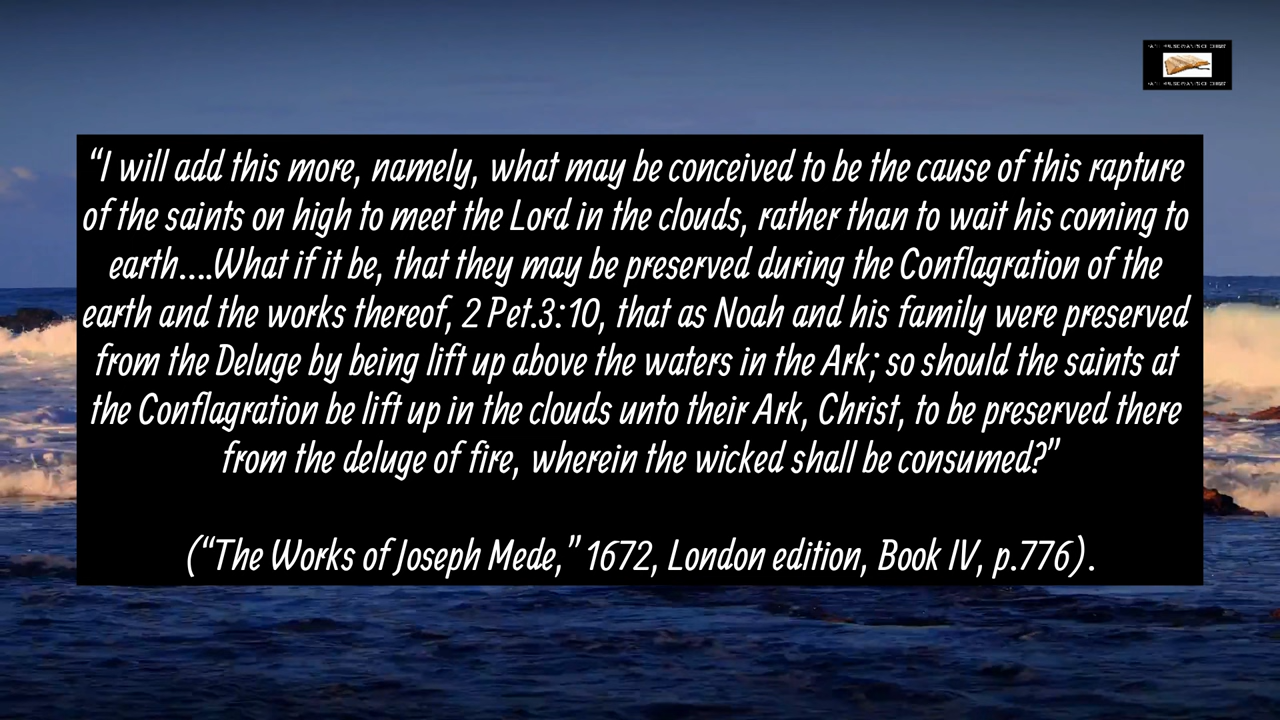 “I will add this more, namely, what may be conceived to be the cause of this rapture
of the saints on high to meet the Lord in the clouds, rather than to wait his coming to
earth....What if it be, that they may be preserved during the Conflagration of the
earth and the works thereof, 2 Pet.3:10, that as Noah and his family were preserved
from the Deluge by being lift up above the waters in the Ark; so should the saints at
the Conflagration be lift up in the clouds unto their Ark, Christ, to be preserved there
from the deluge of fire, wherein the wicked shall be consumed?”
(“The Works of Joseph Mede,” 1672, London edition, Book IV, p.776).